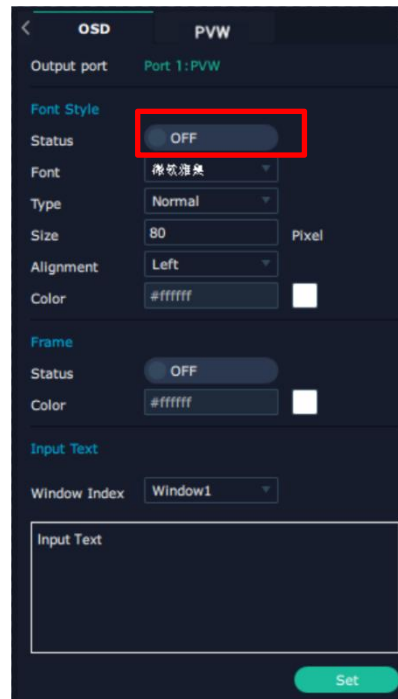 OSD PVW
Output port Port 1:PVW
Font Style
Status OFF
Font 微软雅黑
Type Normal
Size 80 Pixel
Alignment Left
Color #ffffff
Frame
Status OFF
Color #ffffff
Input Text
Window Index Window1
Input Text
Set